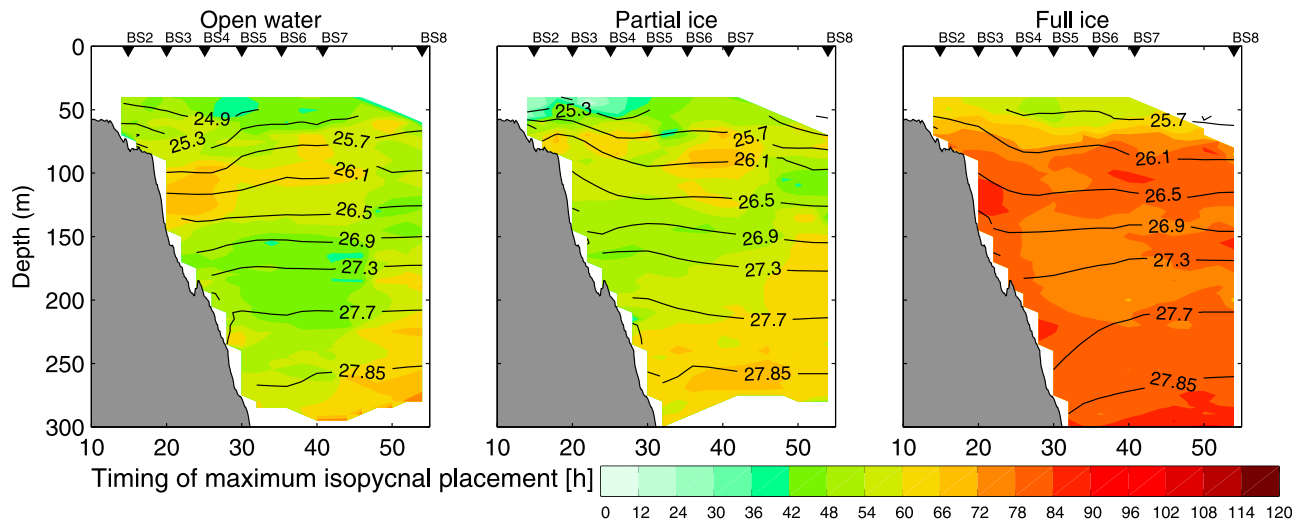 Open water
Partial ice
Full ice
BS2 BS3 BS4 BS5 BS6 BS7 BS8
BS2 BS3 BS4 BS5 BS6 BS7 BS8
BS2 BS3 BS4 BS5 BS6 BS7 BS8
Depth (m)
0
50
100
150
200
250
300
24.9
25.3
25.7
26.1
26.5
26.9
27.3
27.7
27.85
25.3
25.7
26.1
26.5
26.9
27.3
27.7
27.85
25.7
26.1
26.5
26.9
27.3
27.7
27.85
10 20 30 40 50
10 20 30 40 50
10 20 30 40 50
Timing of maximum isopycnal placement [h]
0 12 24 30 36 42 48 54 60 66 72 78 84 90 96 102 108 114 120